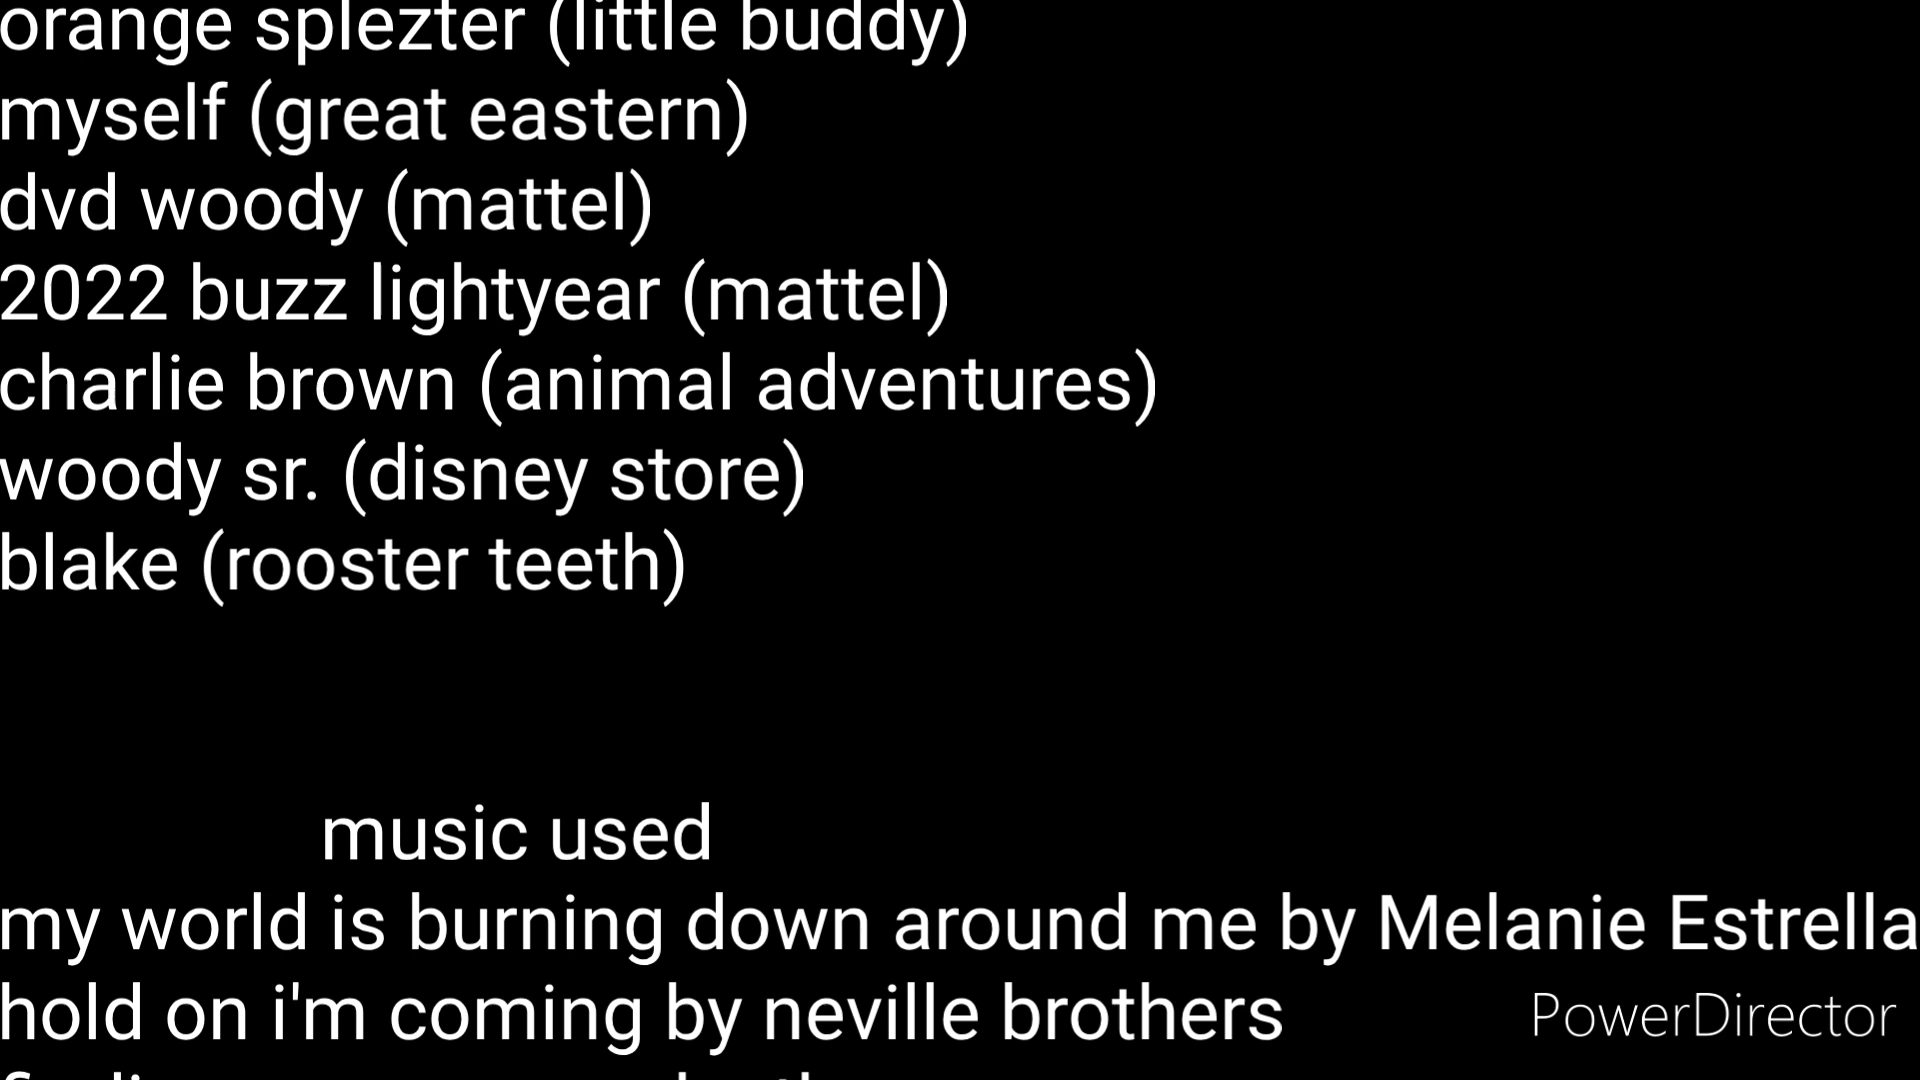 orange splezter (little buddy)
myself (great eastern)
dvd woody (mattel)
2022 buzz lightyear (mattel)
charlie brown (animal adventures)
woody sr. (disney store)
blake (rooster teeth)
music used
my world is burning down around me by Melanie Estrella
hold on i'm coming by neville brothers
PowerDirector